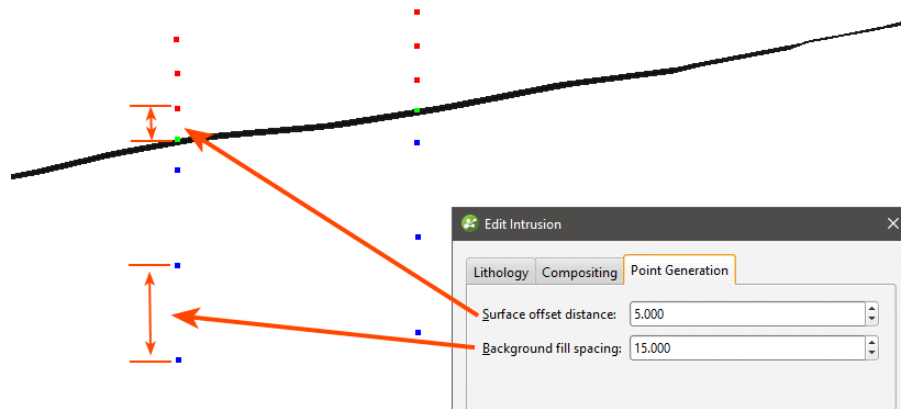 Edit Intrusion
Lithology Compositing Point Generation
Surface offset distance: 5.000
Background fill spacing: 15.000